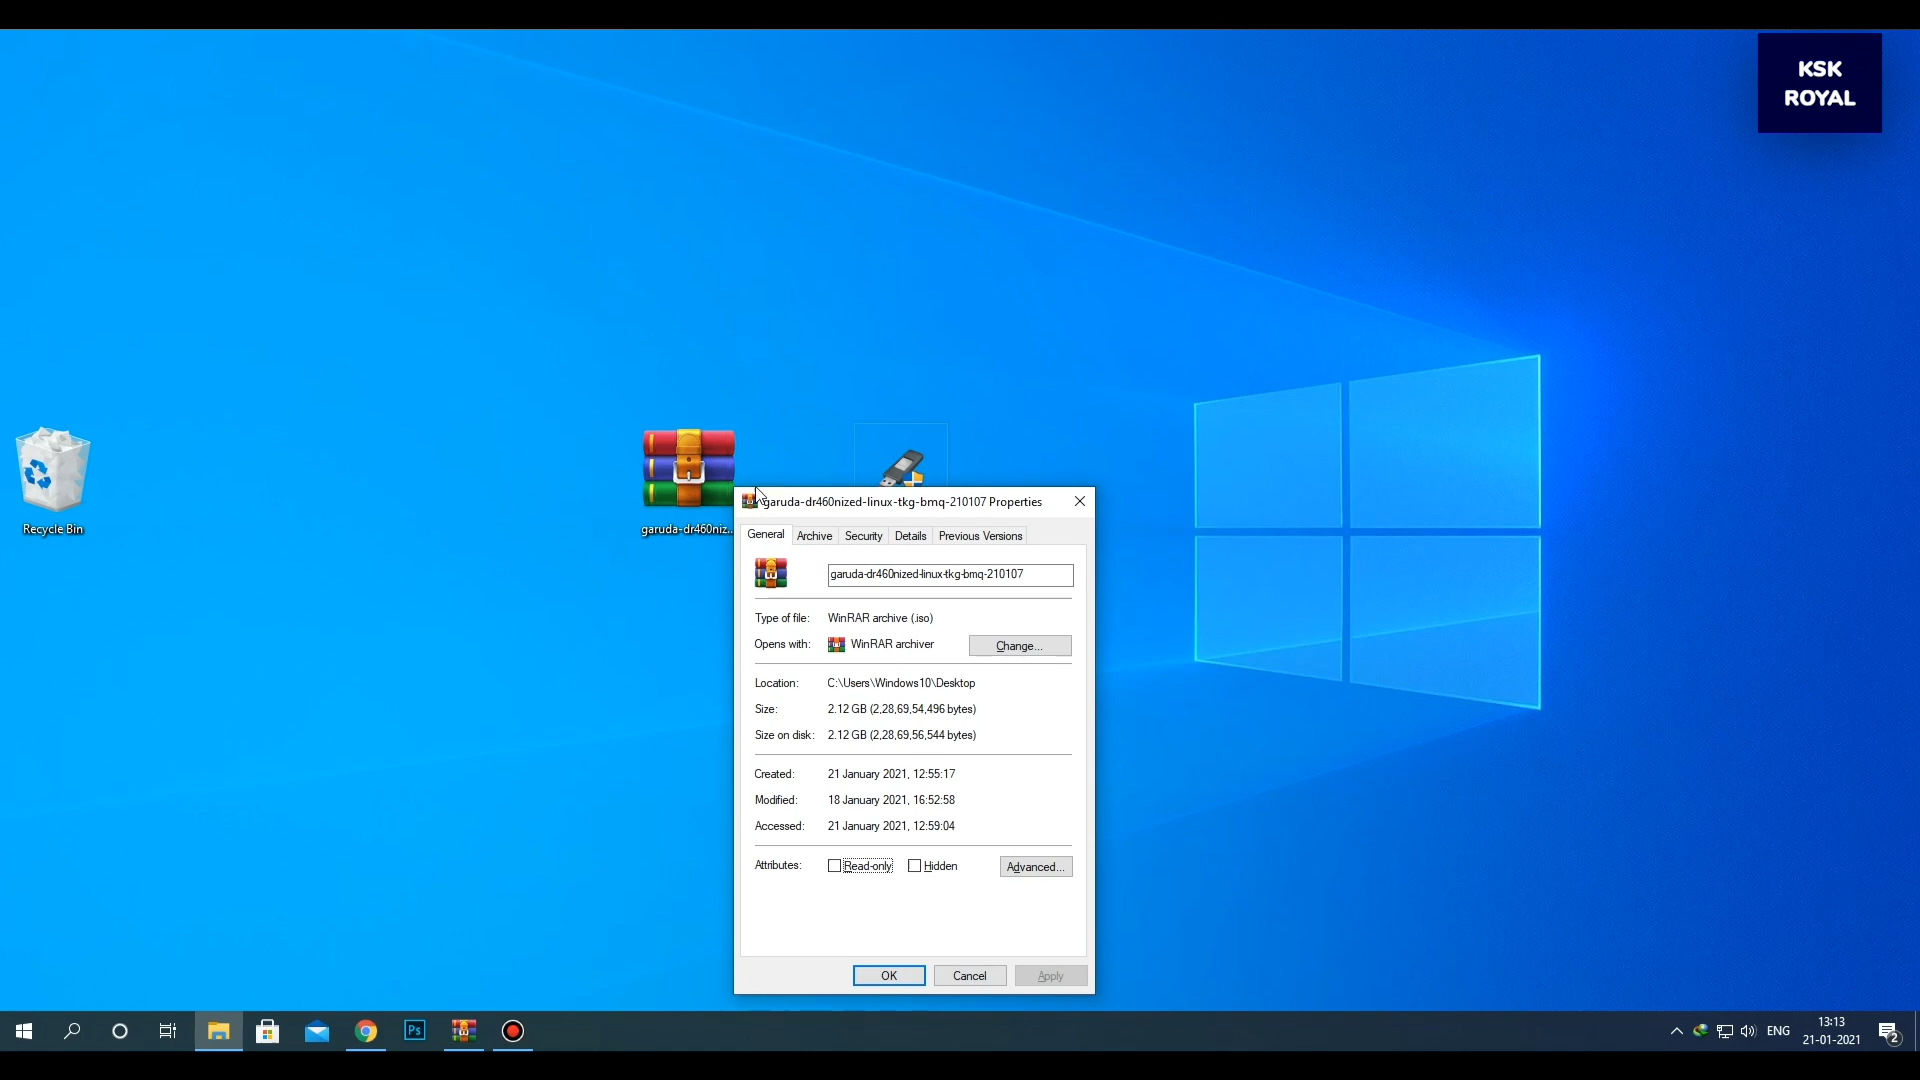 KSK
ROYAL
Recycle Bin
garuda-dr460niz...
garuda-dr460nized-linux-tkg-bmq-210107 Properties
General Archive Security Details Previous Versions
garuda-dr460nized-linux-tkg-bmq-210107
Type of file: WinRAR archive (.iso)
Opens with: WinRAR archiver Change...
Location: C:\Users\Windows10\Desktop
Size: 2.12 GB (2,28,69,54,496 bytes)
Size on disk: 2.12 GB (2,28,69,56,544 bytes)
Created: 21 January 2021, 12:55:17
Modified: 18 January 2021, 16:52:58
Accessed: 21 January 2021, 12:59:04
Attributes: Read-only Hidden Advanced...
OK Cancel Apply
Ps
ENG
13:13
21-01-2021
2